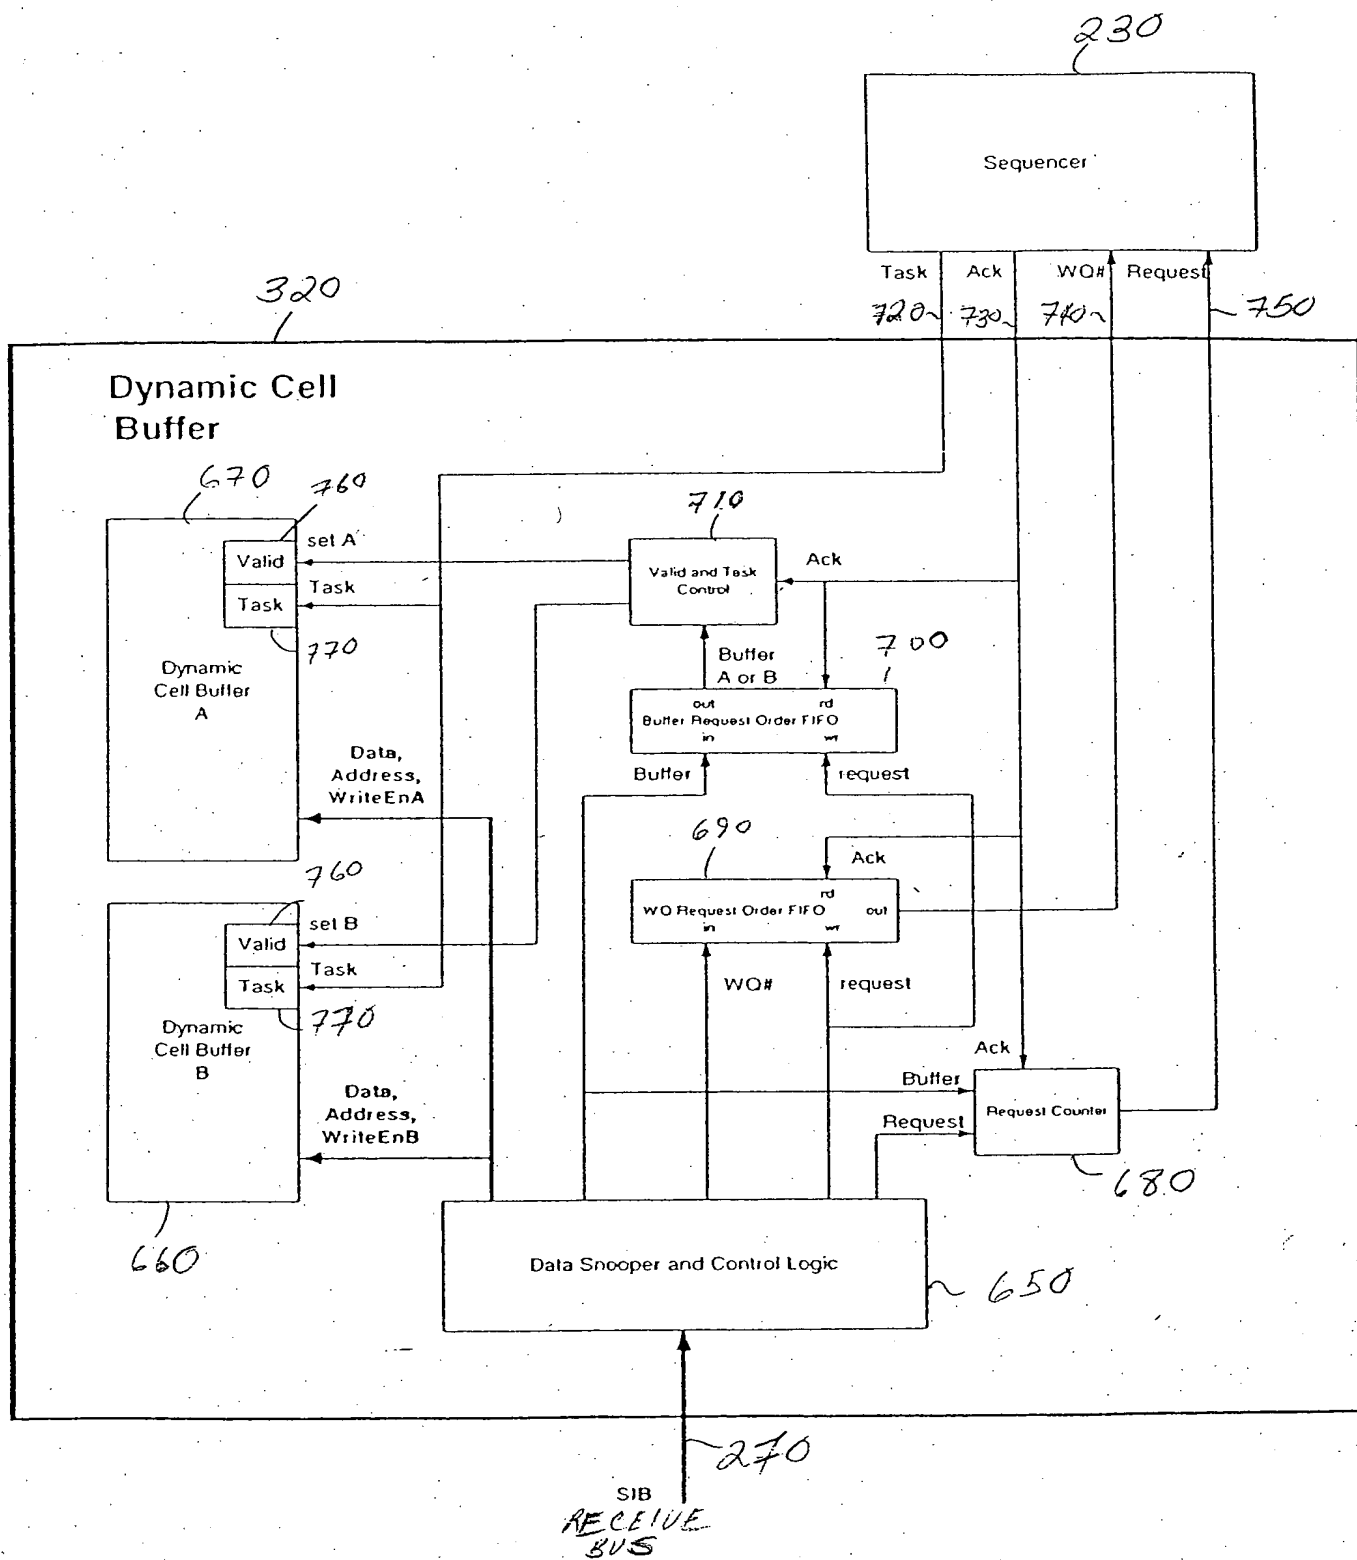 230
Sequencer
Task Ack WQ# Request
720 730 740 750
320
Dynamic Cell
Buffer
670
760
710
set A
Valid
Task
Task
770
Valid and Task
Control
Ack
700
Buffer
A or B
Dynamic
Cell Buffer
A
out rd
Buffer Request Order FIFO
in wr
Data,
Address,
WriteEnA
Buffer
request
690
Ack
760
rd
WQ Request Order FIFO out
in wr
set B
Valid
Task
Task
770
WQ#
request
Dynamic
Cell Buffer
B
Ack
Buffer
Request
Request Counter
680
Data,
Address,
WriteEnB
660
Data Snooper and Control Logic
650
270
SIB
RECEIVE
BUS